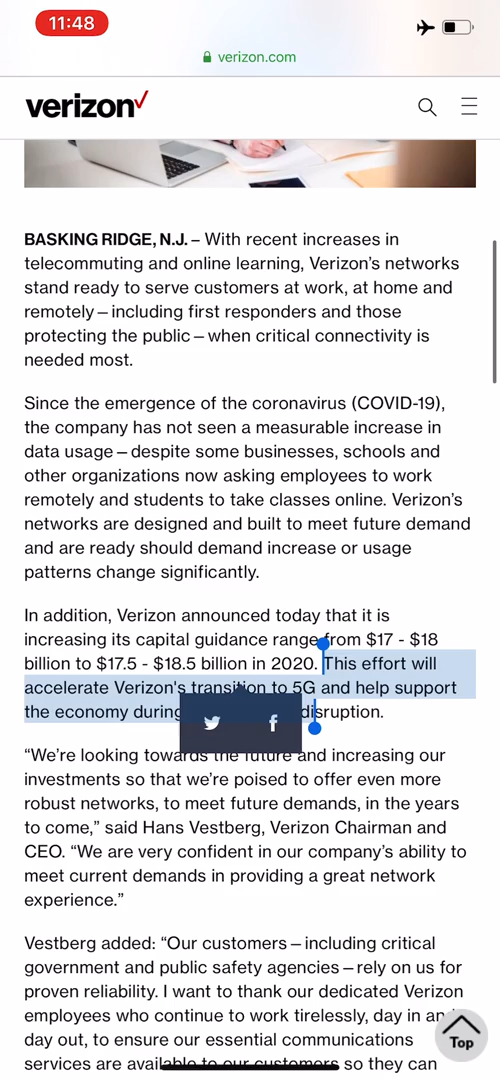 11:48
verizon.com
verizon
BASKING RIDGE, N.J. – With recent increases in
telecommuting and online learning, Verizon’s networks
stand ready to serve customers at work, at home and
remotely – including first responders and those
protecting the public – when critical connectivity is
needed most.
Since the emergence of the coronavirus (COVID-19),
the company has not seen a measurable increase in
data usage – despite some businesses, schools and
other organizations now asking employees to work
remotely and students to take classes online. Verizon’s
networks are designed and built to meet future demand
and are ready should demand increase or usage
patterns change significantly.
In addition, Verizon announced today that it is
increasing its capital guidance range from $17 - $18
billion to $17.5 - $18.5 billion in 2020. This effort will
accelerate Verizon's transition to 5G and help support
the economy during disruption.
“We’re looking towards the future and increasing our
investments so that we’re poised to offer even more
robust networks, to meet future demands, in the years
to come,” said Hans Vestberg, Verizon Chairman and
CEO. “We are very confident in our company’s ability to
meet current demands in providing a great network
experience.”
Vestberg added: “Our customers – including critical
government and public safety agencies – rely on us for
proven reliability. I want to thank our dedicated Verizon
employees who continue to work tirelessly, day in and
day out, to ensure our essential communications
services are available to our customers so they can
Top